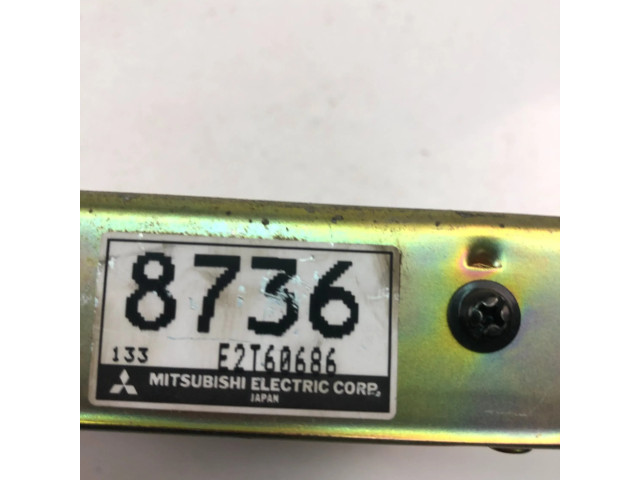 8736
133 E2T60686
MITSUBISHI ELECTRIC CORP.
JAPAN